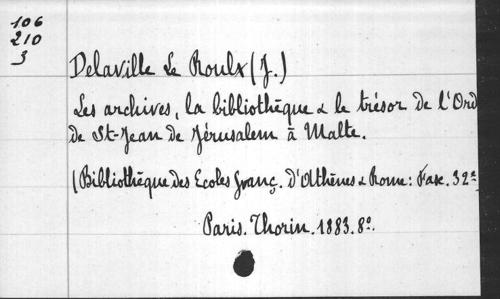 106
210
3
Delaville Le Roulx (J.)
Les archives, la bibliothèque & le trésor de l'Ord
de St-Jean de Jérusalem à Malte.
(Bibliothèque des Ecoles franç. d'Athènes & Rome: Fasc. 32e
Paris. Thorin. 1883. 8o.